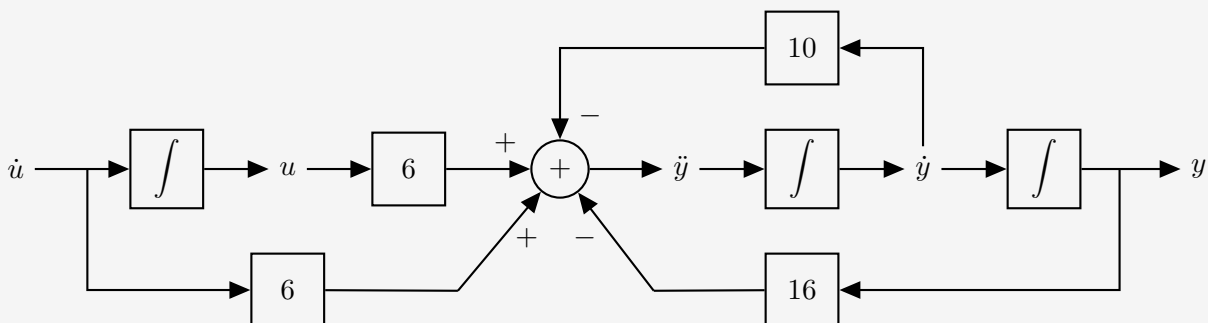 10
−
u̇ ∫ u 6 + + ÿ ∫ ẏ ∫ y
+ −
6 16